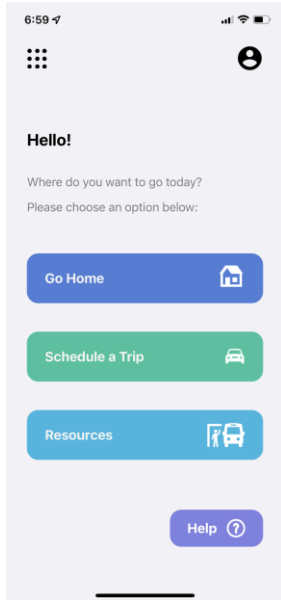 6:59
Hello!
Where do you want to go today?
Please choose an option below:
Go Home
Schedule a Trip
Resources
Help ?